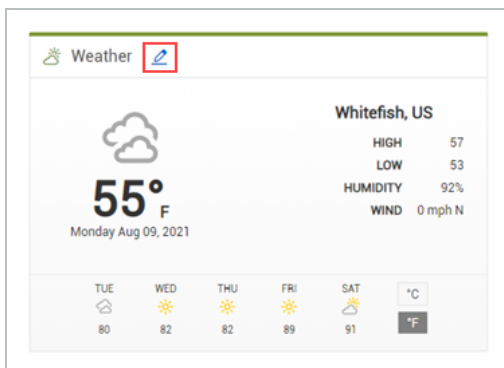 Weather
Whitefish, US
HIGH 57
LOW 53
HUMIDITY 92%
WIND 0 mph N
55° F
Monday Aug 09, 2021
TUE WED THU FRI SAT
80 82 82 89 91
°C
°F